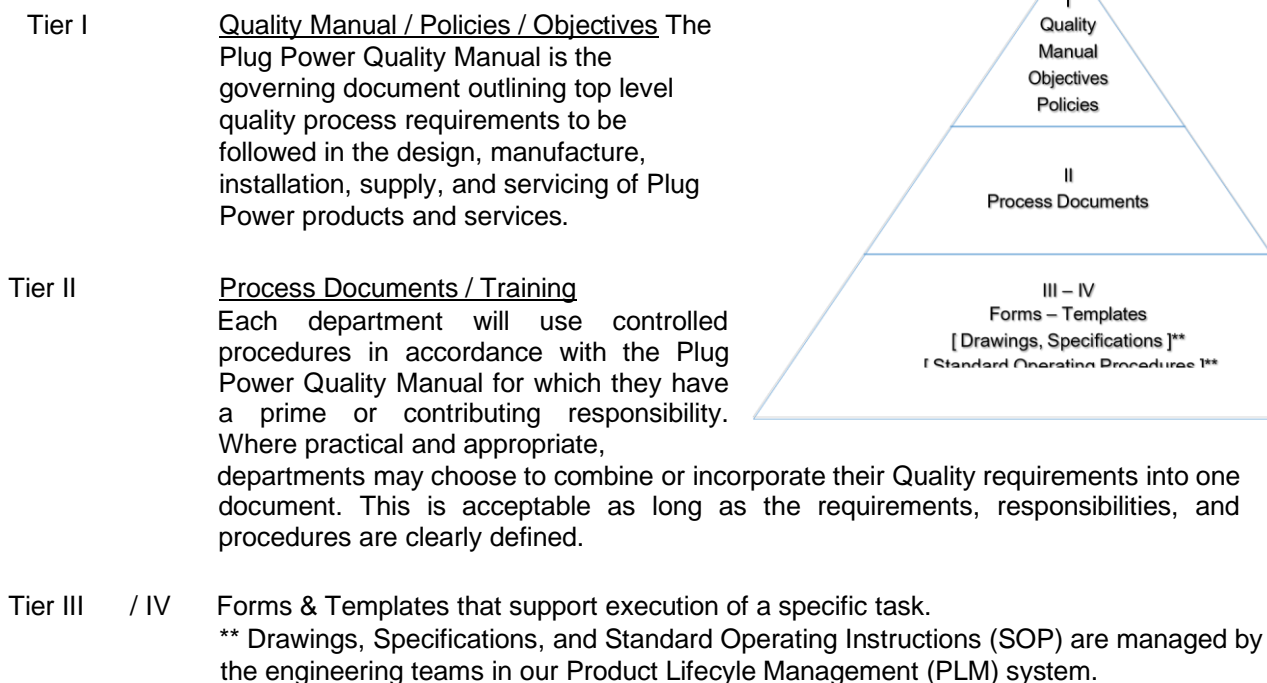 Tier I
Quality Manual / Policies / Objectives The
Plug Power Quality Manual is the
governing document outlining top level
quality process requirements to be
followed in the design, manufacture,
installation, supply, and servicing of Plug
Power products and services.
Tier II
Process Documents / Training
Each department will use controlled
procedures in accordance with the Plug
Power Quality Manual for which they have
a prime or contributing responsibility.
Where practical and appropriate,
departments may choose to combine or incorporate their Quality requirements into one
document. This is acceptable as long as the requirements, responsibilities, and
procedures are clearly defined.
Tier III / IV Forms & Templates that support execution of a specific task.
** Drawings, Specifications, and Standard Operating Instructions (SOP) are managed by
the engineering teams in our Product Lifecyle Management (PLM) system.
I
Quality
Manual
Objectives
Policies
II
Process Documents
III – IV
Forms – Templates
[ Drawings, Specifications ]**
[ Standard Operating Procedures ]**